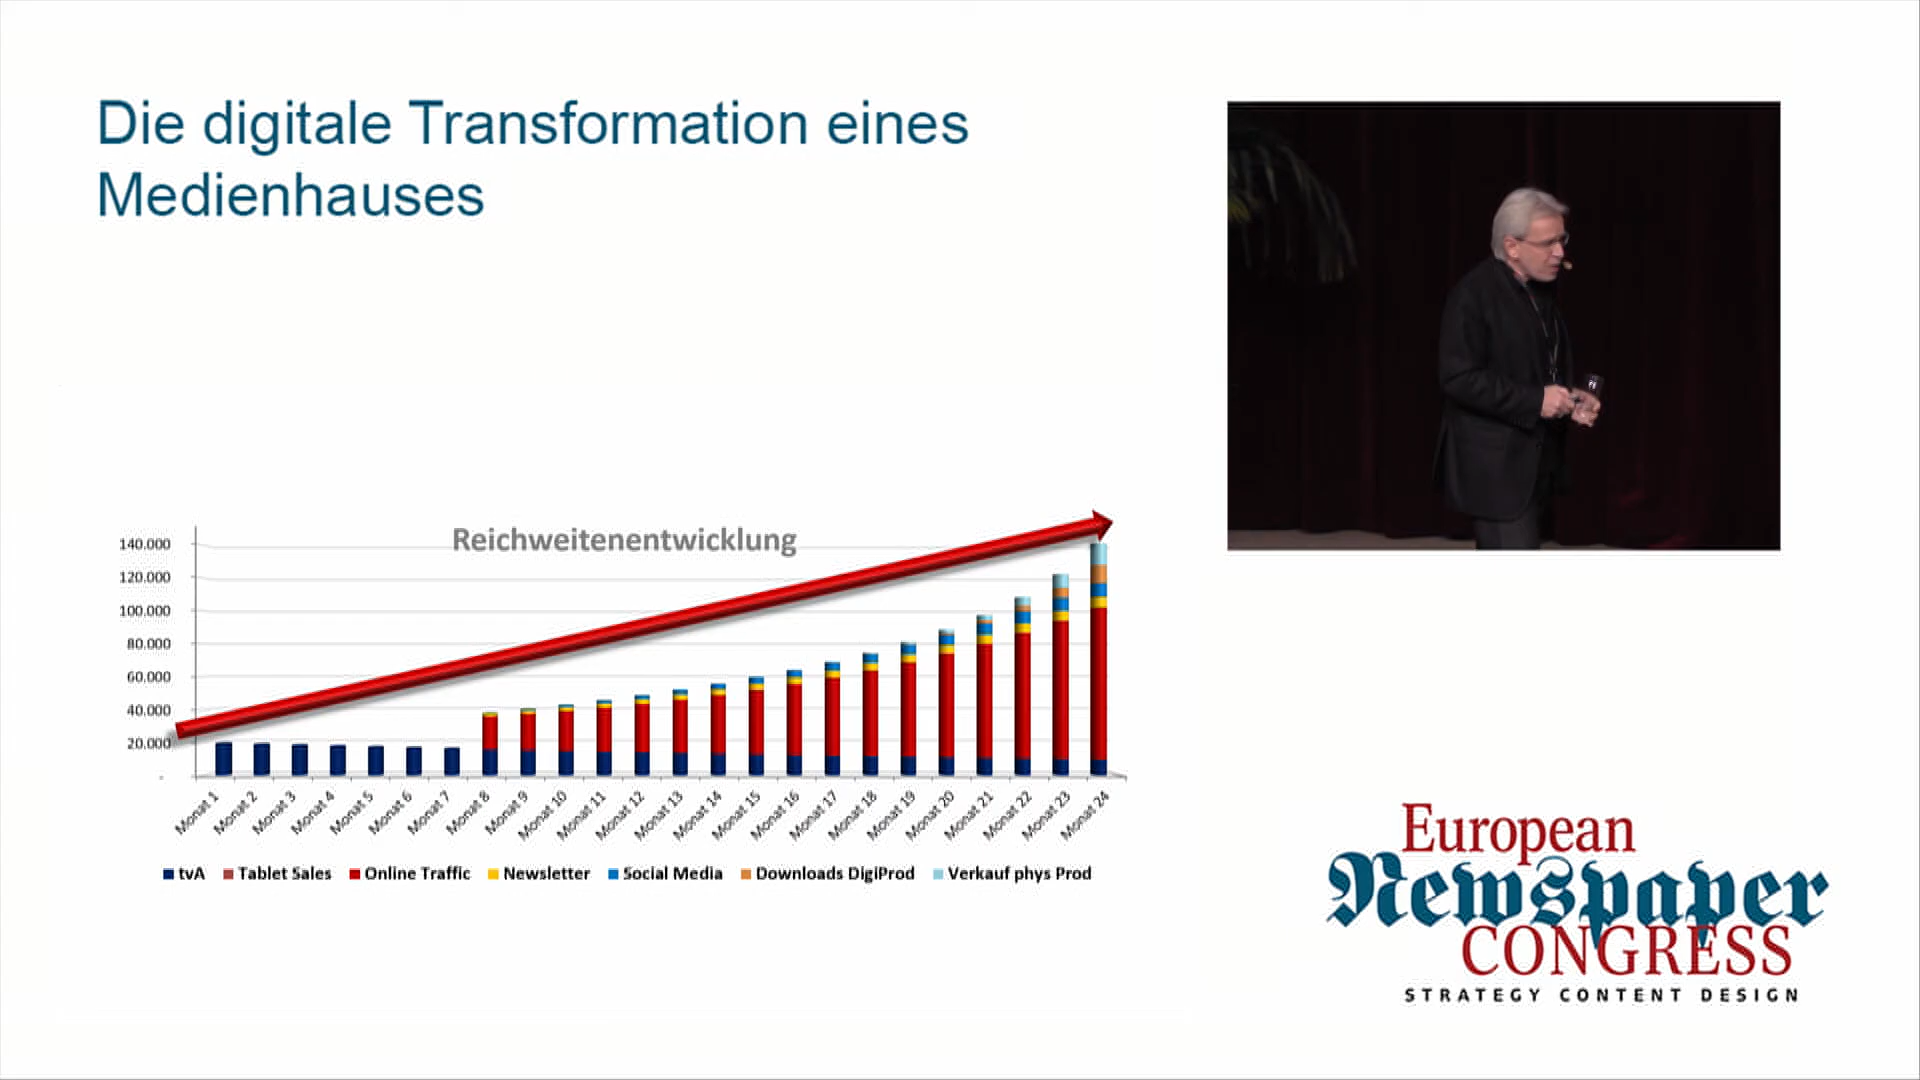 Die digitale Transformation eines
Medienhauses
Reichweitenentwicklung
140.000
120.000
100.000
80.000
60.000
40.000
20.000
-
Monat 1
Monat 2
Monat 3
Monat 4
Monat 5
Monat 6
Monat 7
Monat 8
Monat 9
Monat 10
Monat 11
Monat 12
Monat 13
Monat 14
Monat 15
Monat 16
Monat 17
Monat 18
Monat 19
Monat 20
Monat 21
Monat 22
Monat 23
Monat 24
tvA Tablet Sales Online Traffic Newsletter Social Media Downloads DigiProd Verkauf phys Prod
European
Newspaper
CONGRESS
STRATEGY CONTENT DESIGN